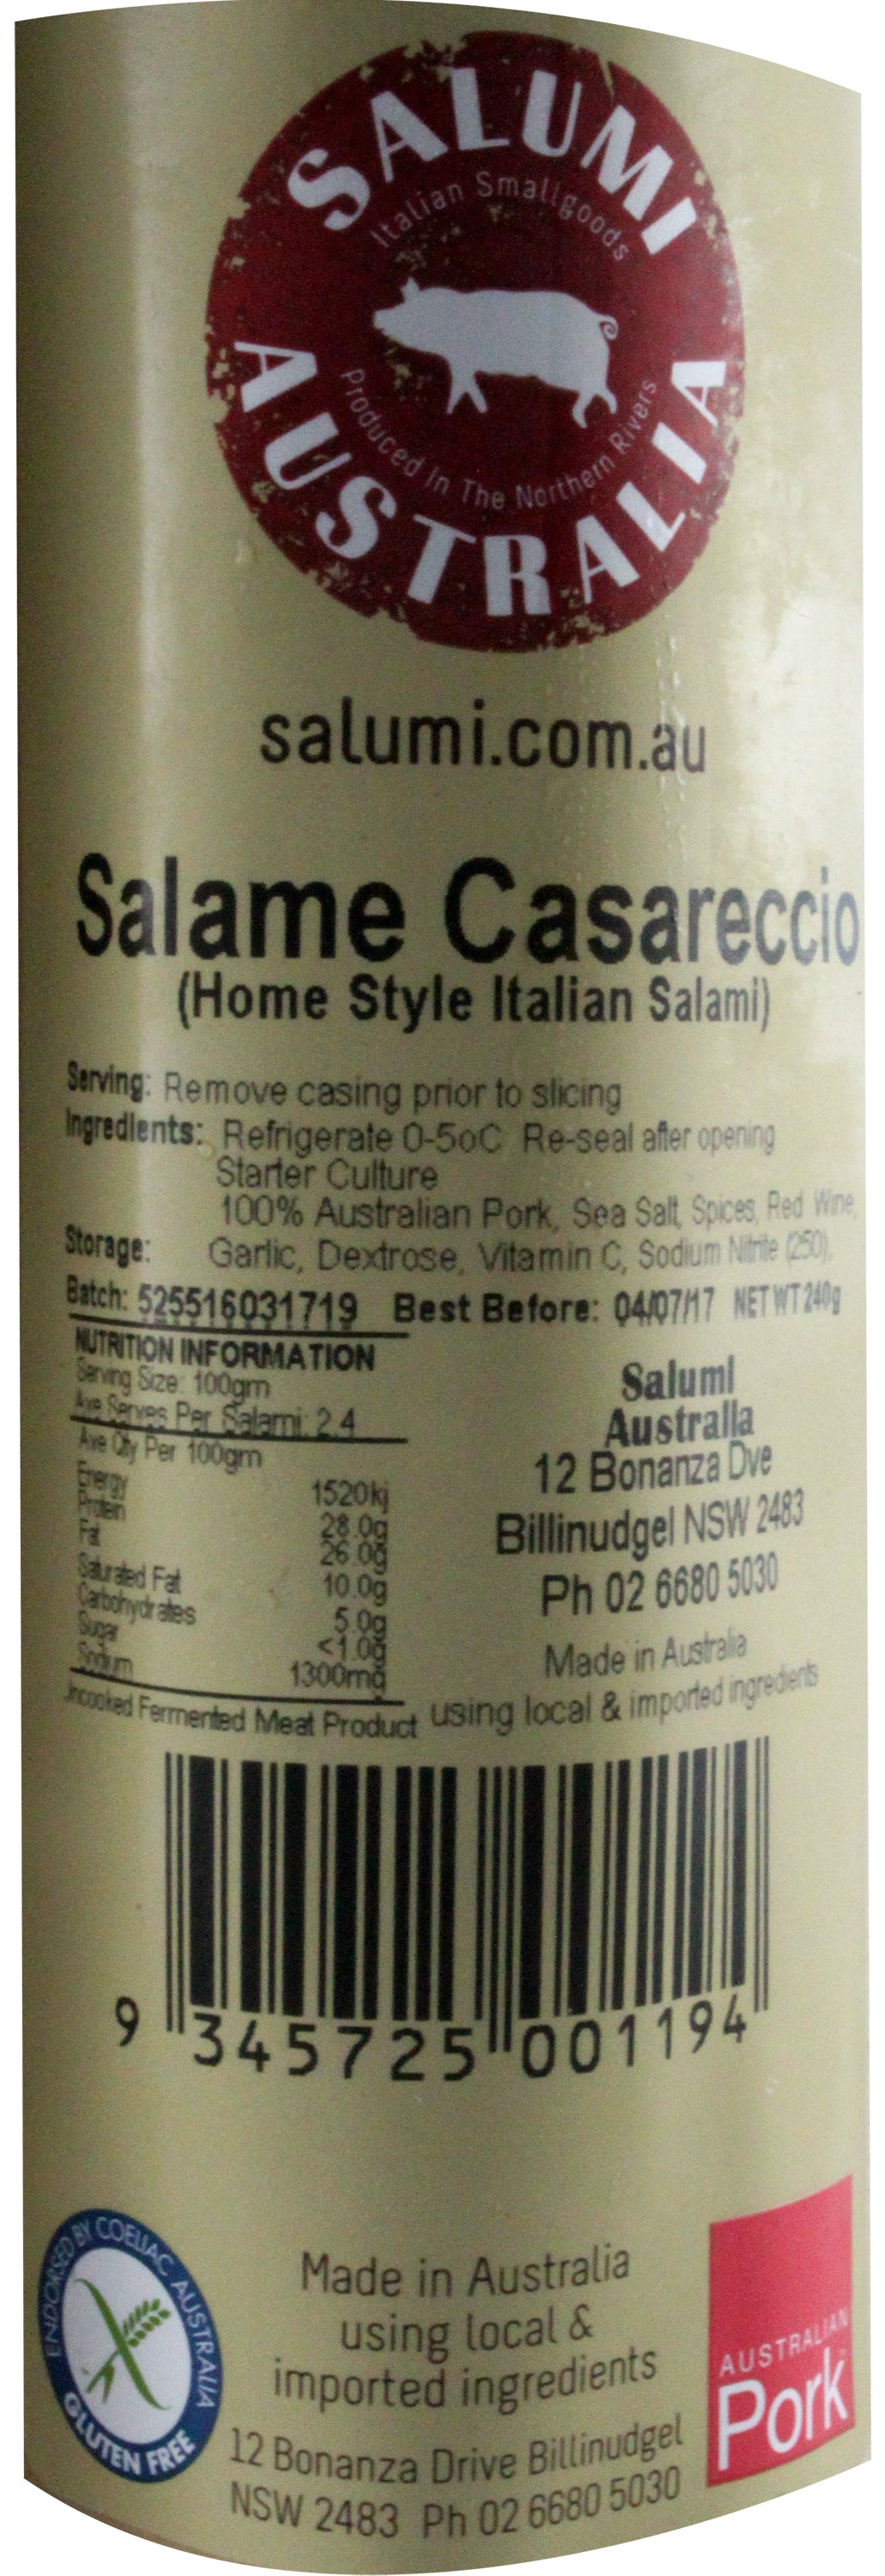 SALUMI
Italian Smallgoods
Produced In The Northern Rivers
AUSTRALIA
salumi.com.au
Salame Casareccio
(Home Style Italian Salami)
Serving: Remove casing prior to slicing
Ingredients: Refrigerate 0-5oC Re-seal after opening
Starter Culture
100% Australian Pork, Sea Salt, Spices, Red Wine,
Storage: Garlic, Dextrose, Vitamin C, Sodium Nitrite (250),
Batch: 525516031719 Best Before: 04/07/17 NET WT 240g
NUTRITION INFORMATION
Serving Size: 100gm
Ave Serves Per Salami: 2.4
Ave Qty Per 100gm
Energy 1520kj
Protein 28.0g
Fat 26.0g
Saturated Fat 10.0g
Carbohydrates 5.0g
Sugar <1.0g
Sodium 1300mg
Uncooked Fermented Meat Product
Salumi
Australia
12 Bonanza Dve
Billinudgel NSW 2483
Ph 02 6680 5030
Made in Australia
using local & imported ingredients
9 345725 001194
ENDORSED BY COELIAC AUSTRALIA
GLUTEN FREE
Made in Australia
using local &
imported ingredients
12 Bonanza Drive Billinudgel
NSW 2483 Ph 02 6680 5030
AUSTRALIAN
Pork